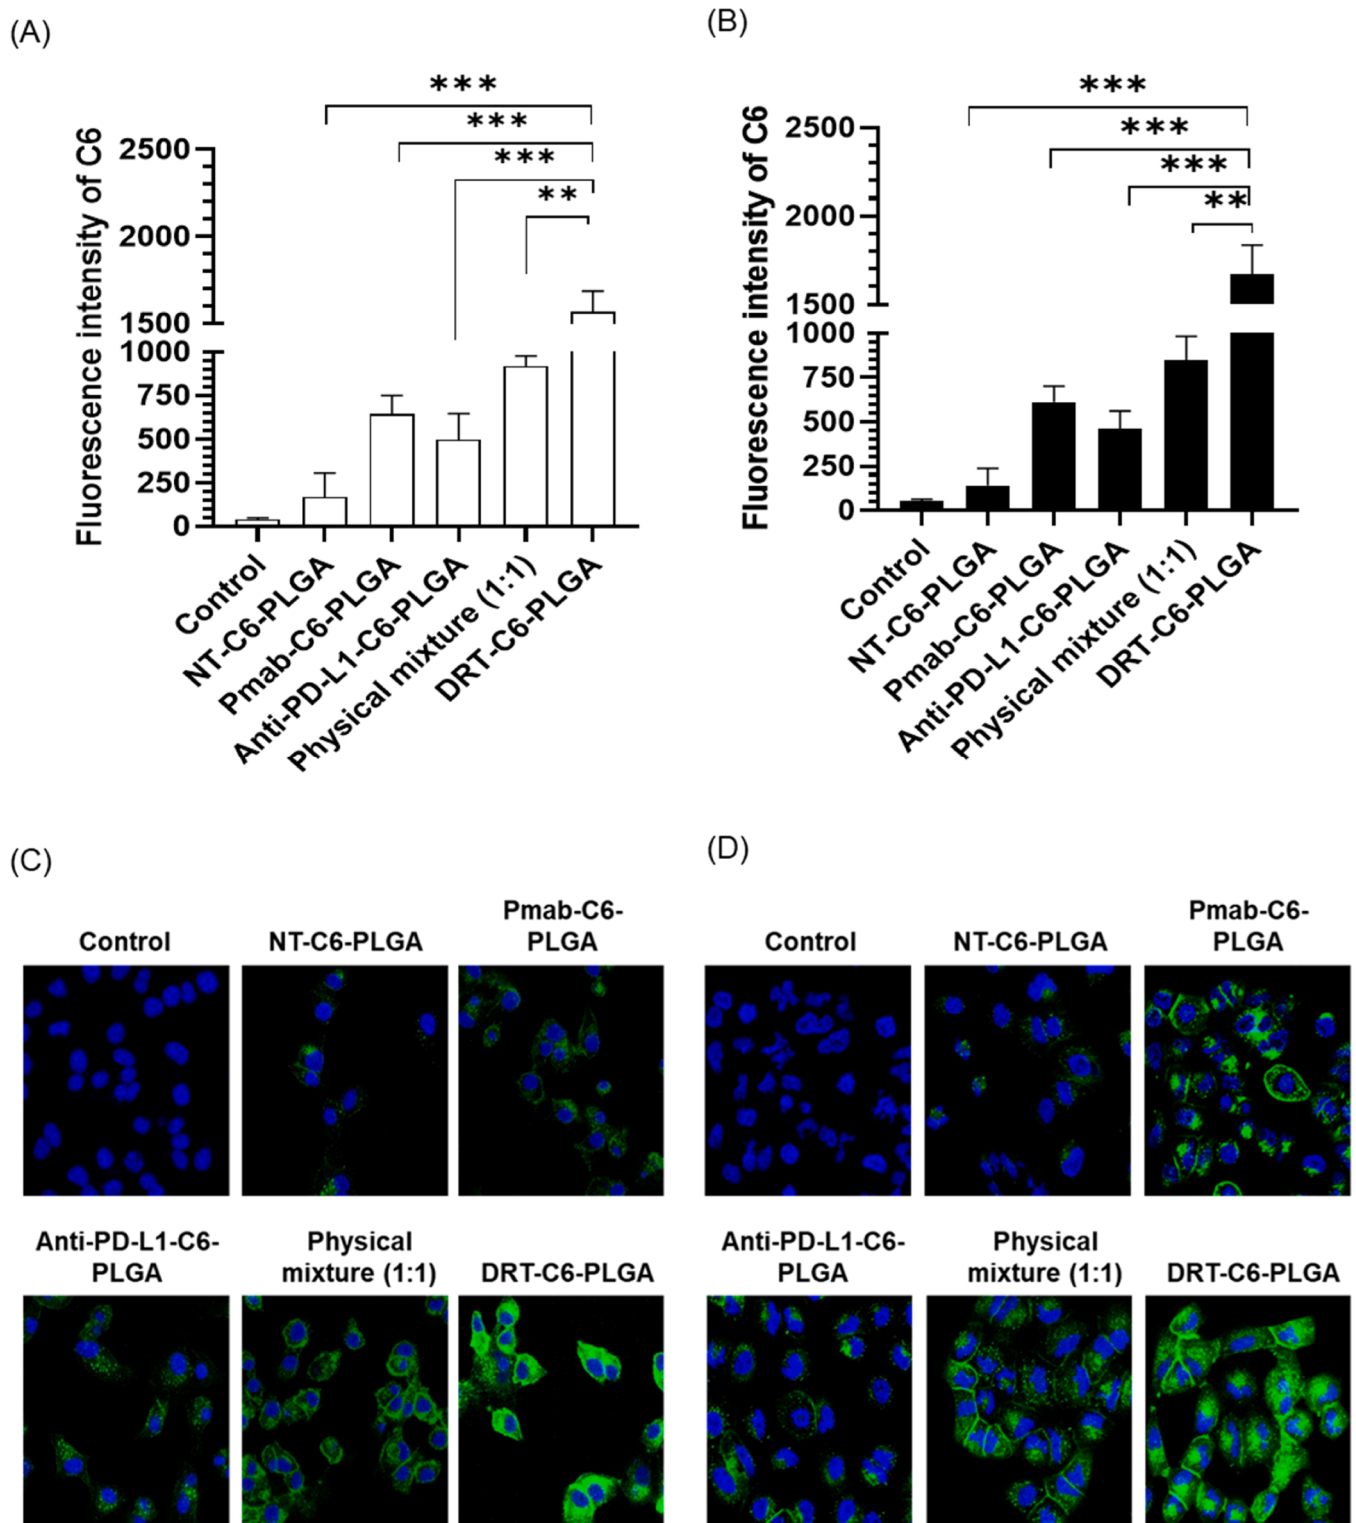 (A)
***
***
***
**
Fluorescence intensity of C6
2500
2000
1500
1000
750
500
250
0
Control
NT-C6-PLGA
Pmab-C6-PLGA
Anti-PD-L1-C6-PLGA
Physical mixture (1:1)
DRT-C6-PLGA
(B)
***
***
***
**
Fluorescence intensity of C6
2500
2000
1500
1000
750
500
250
0
Control
NT-C6-PLGA
Pmab-C6-PLGA
Anti-PD-L1-C6-PLGA
Physical mixture (1:1)
DRT-C6-PLGA
(C)
Control
NT-C6-PLGA
Pmab-C6-
PLGA
Anti-PD-L1-C6-
PLGA
Physical
mixture (1:1)
DRT-C6-PLGA
(D)
Control
NT-C6-PLGA
Pmab-C6-
PLGA
Anti-PD-L1-C6-
PLGA
Physical
mixture (1:1)
DRT-C6-PLGA